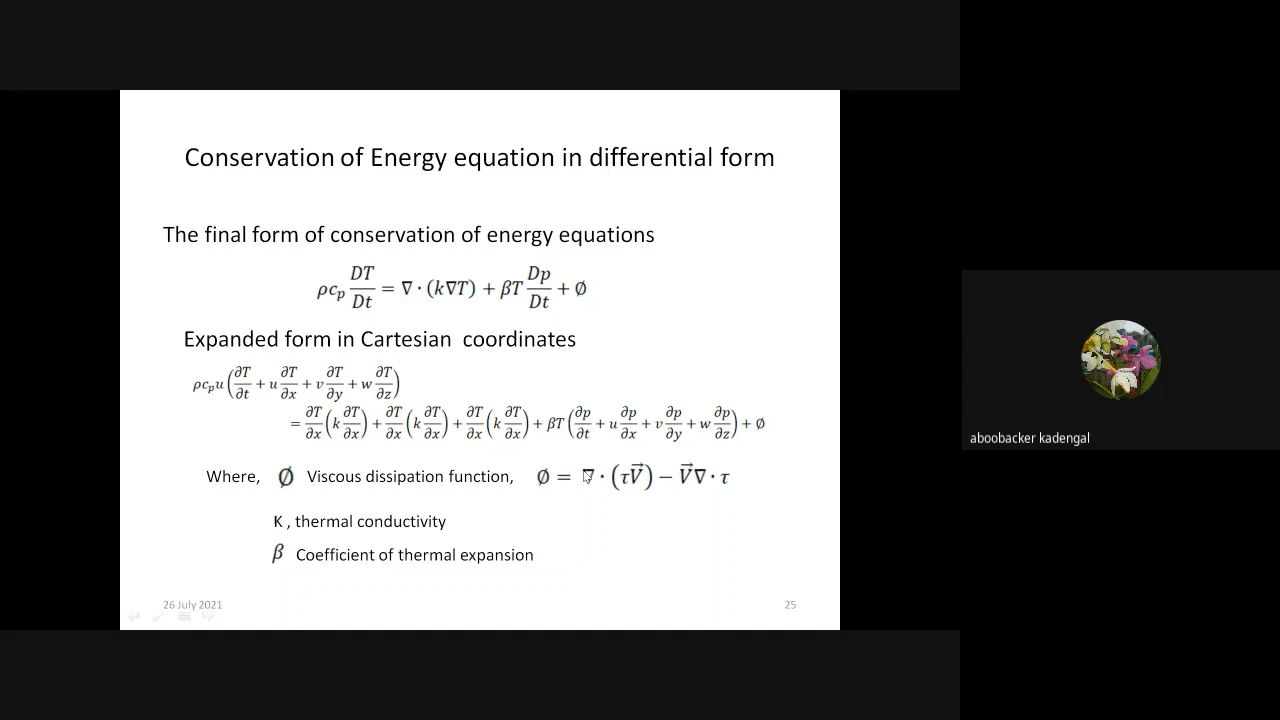 Conservation of Energy equation in differential form
The final form of conservation of energy equations
ρc_p DT/Dt = ∇ · (k∇T) + βT Dp/Dt + ∅
Expanded form in Cartesian coordinates
ρc_p u (∂T/∂t + u ∂T/∂x + v ∂T/∂y + w ∂T/∂z)
= ∂T/∂x (k ∂T/∂x) + ∂T/∂x (k ∂T/∂x) + ∂T/∂x (k ∂T/∂x) + βT (∂p/∂t + u ∂p/∂x + v ∂p/∂y + w ∂p/∂z) + ∅
Where, ∅ Viscous dissipation function, ∅ = ∇ · (τV⃗) − V⃗∇ · τ
K , thermal conductivity
β Coefficient of thermal expansion
26 July 2021
25
aboobacker kadengal